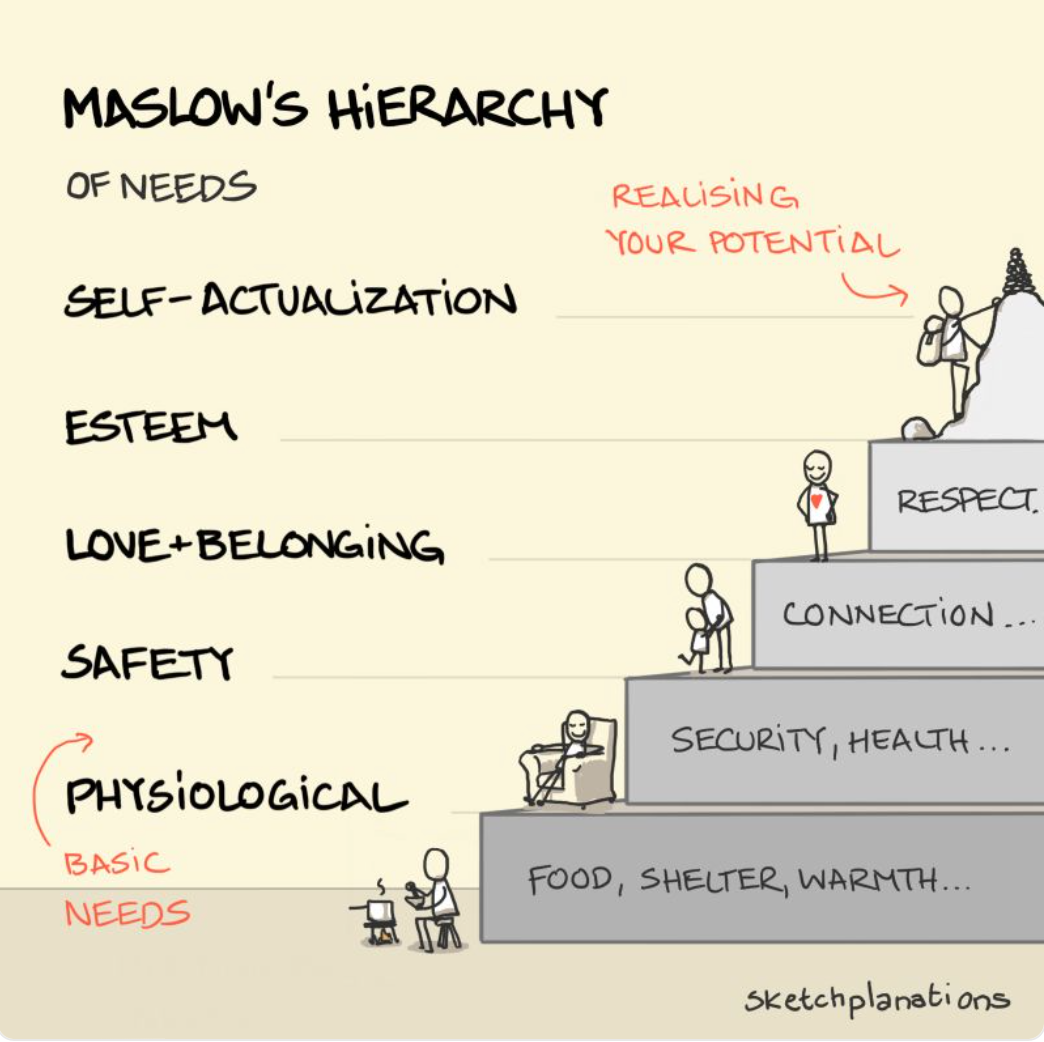 MASLOW'S HiERARCHY
OF NEEDS
REALiSiNG
YOUR POTENTiAL
SELF-ACTUALiZATiON
ESTEEM
RESPECT.
LOVE+BELONGiNG
CONNECTiON...
SAFETY
SECURiTY, HEALTH...
PHYSiOLOGiCAL
BASiC
NEEDS
FOOD, SHELTER, WARMTH...
sketchplanations